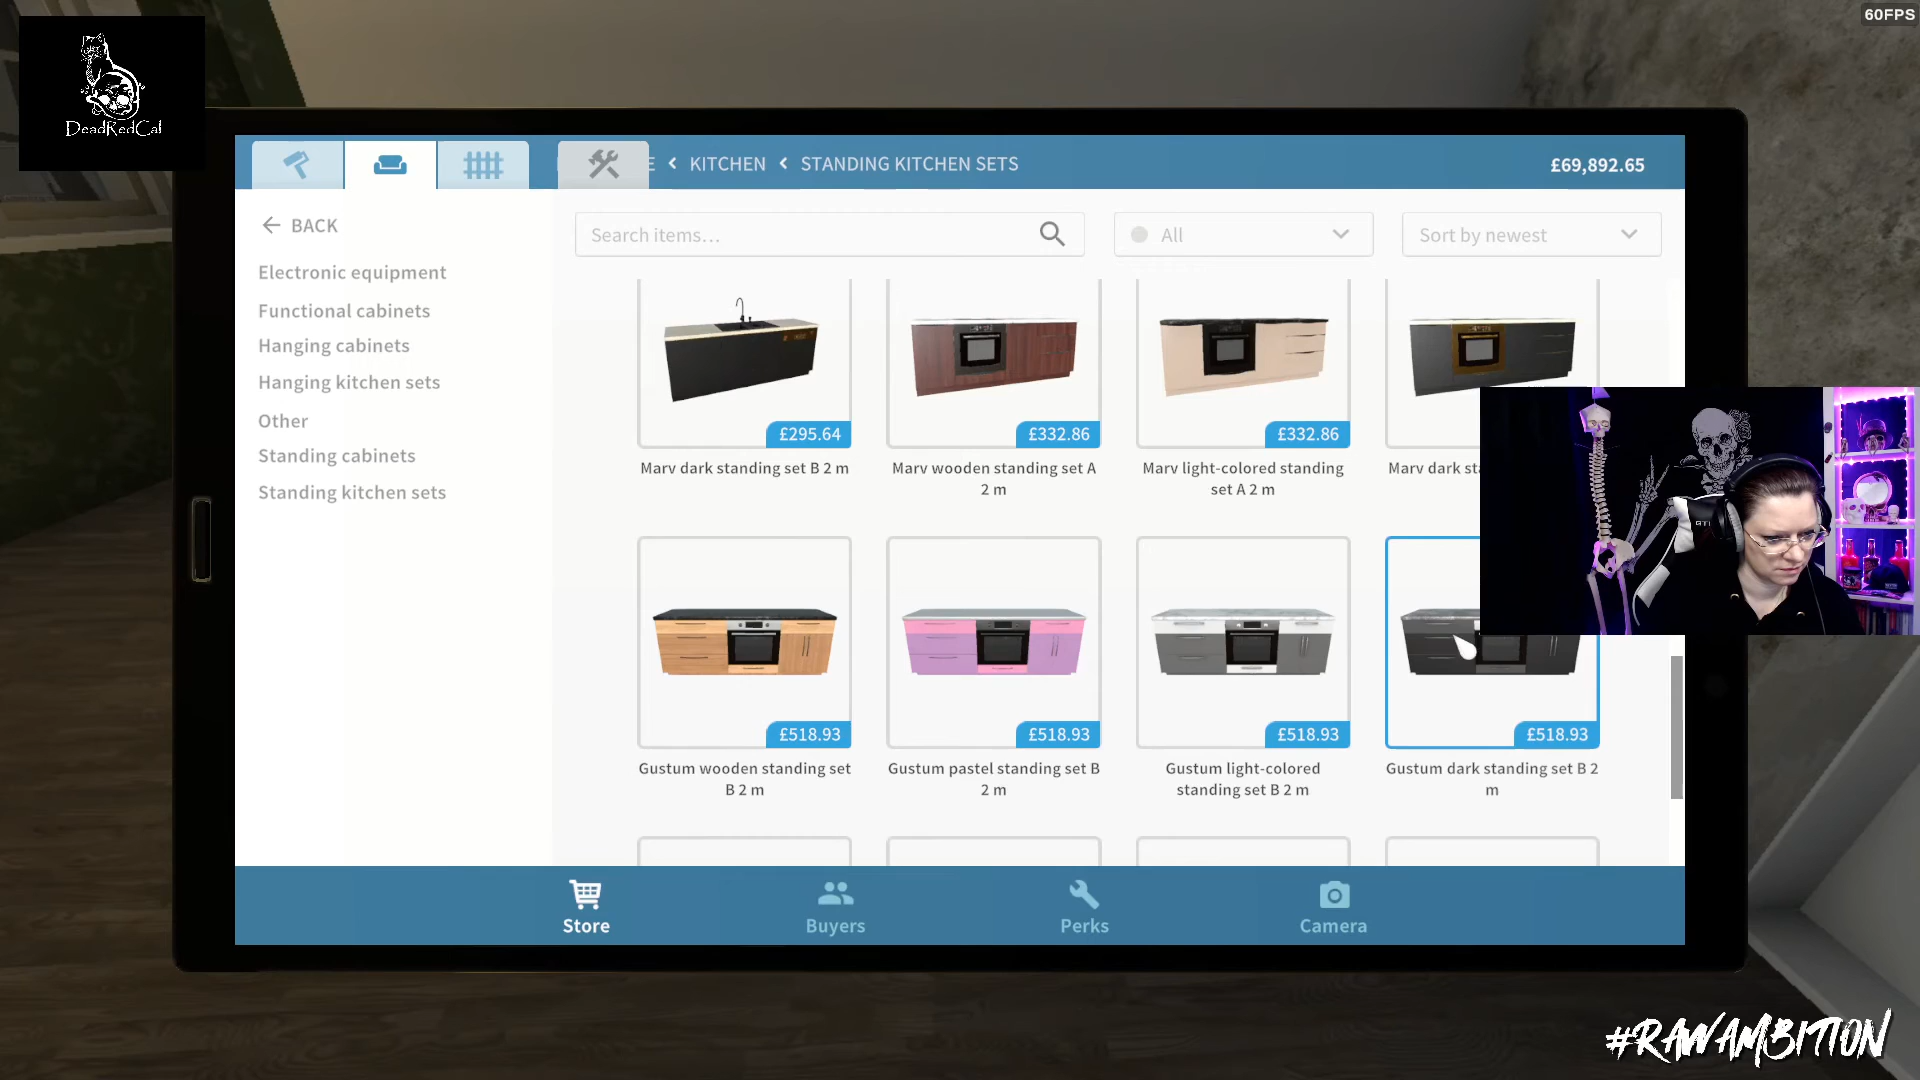 60FPS
DeadRedCal
E < KITCHEN < STANDING KITCHEN SETS
£69,892.65
BACK
Search items...
All
Sort by newest
Electronic equipment
Functional cabinets
Hanging cabinets
Hanging kitchen sets
Other
Standing cabinets
Standing kitchen sets
£295.64
£332.86
£332.86
Marv dark standing set B 2 m
Marv wooden standing set A
2 m
Marv light-colored standing
set A 2 m
Marv dark
£518.93
£518.93
£518.93
£518.93
Gustum wooden standing set
B 2 m
Gustum pastel standing set B
2 m
Gustum light-colored
standing set B 2 m
Gustum dark standing set B 2
m
Store
Buyers
Perks
Camera
#RAWAMBITION